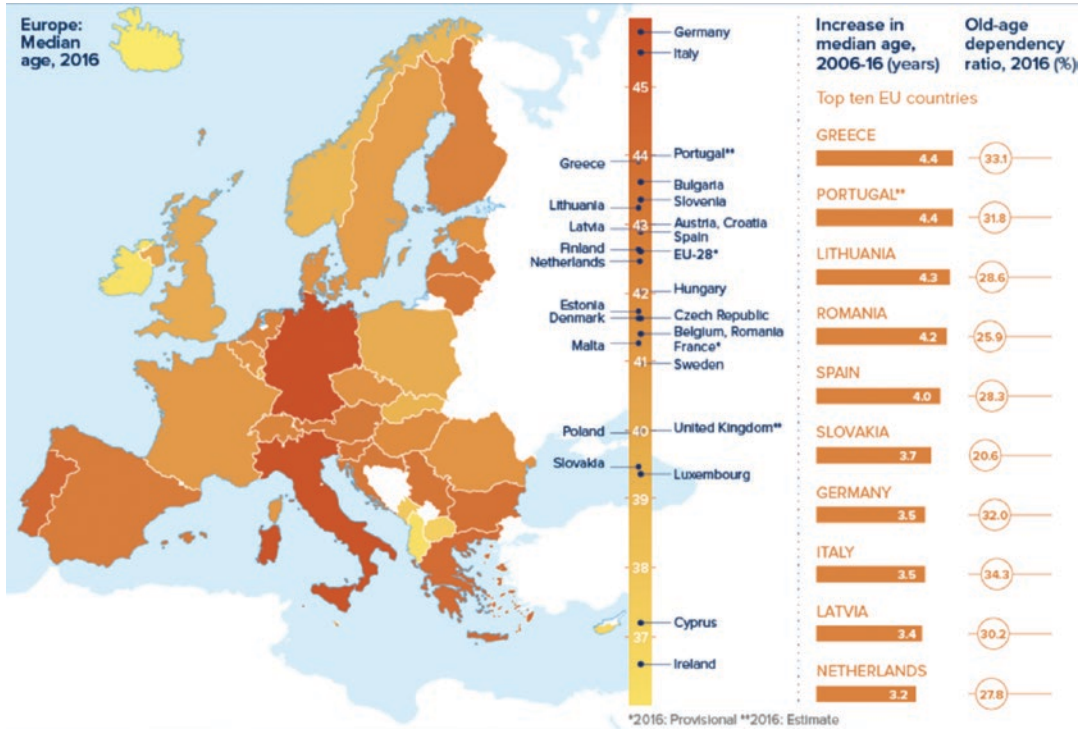 Europe:
Median
age, 2016
Germany
Italy
45
44
Portugal**
Greece
Bulgaria
Slovenia
Lithuania
43
Austria, Croatia
Latvia
Spain
Finland
EU-28*
Netherlands
42
Hungary
Estonia
Czech Republic
Denmark
Belgium, Romania
Malta
France*
41
Sweden
40
United Kingdom**
Poland
Slovakia
Luxembourg
39
38
Cyprus
37
Ireland
*2016: Provisional **2016: Estimate
Increase in
median age,
2006-16 (years)
Old-age
dependency
ratio, 2016 (%)
Top ten EU countries
GREECE
4.4 33.1
PORTUGAL**
4.4 31.8
LITHUANIA
4.3 28.6
ROMANIA
4.2 25.9
SPAIN
4.0 28.3
SLOVAKIA
3.7 20.6
GERMANY
3.5 32.0
ITALY
3.5 34.3
LATVIA
3.4 30.2
NETHERLANDS
3.2 27.8